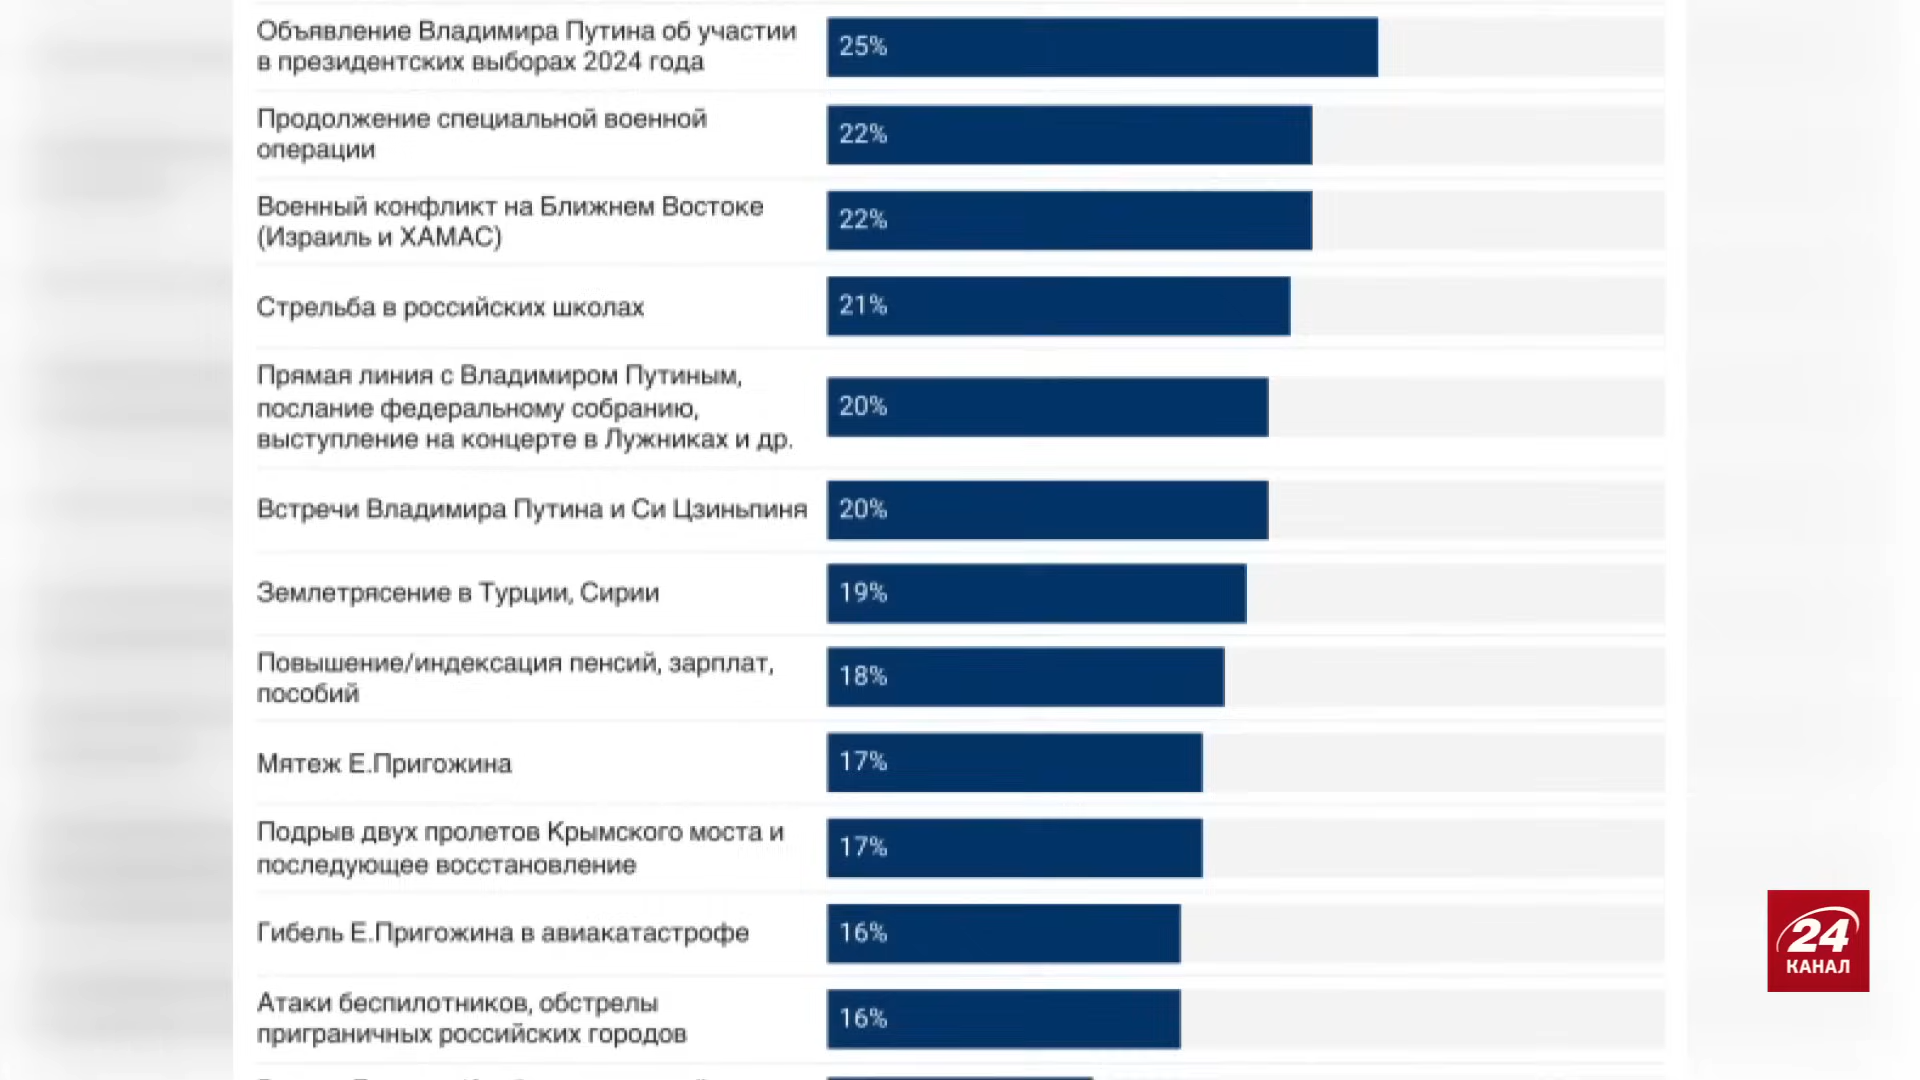 Объявление Владимира Путина об участии
в президентских выборах 2024 года
25%
Продолжение специальной военной
операции
22%
Военный конфликт на Ближнем Востоке
(Израиль и ХАМАС)
22%
Стрельба в российских школах
21%
Прямая линия с Владимиром Путиным,
послание федеральному собранию,
выступление на концерте в Лужниках и др.
20%
Встречи Владимира Путина и Си Цзиньпиня
20%
Землетрясение в Турции, Сирии
19%
Повышение/индексация пенсий, зарплат,
пособий
18%
Мятеж Е.Пригожина
17%
Подрыв двух пролетов Крымского моста и
последующее восстановление
17%
Гибель Е.Пригожина в авиакатастрофе
16%
Атаки беспилотников, обстрелы
приграничных российских городов
16%
24
КАНАЛ